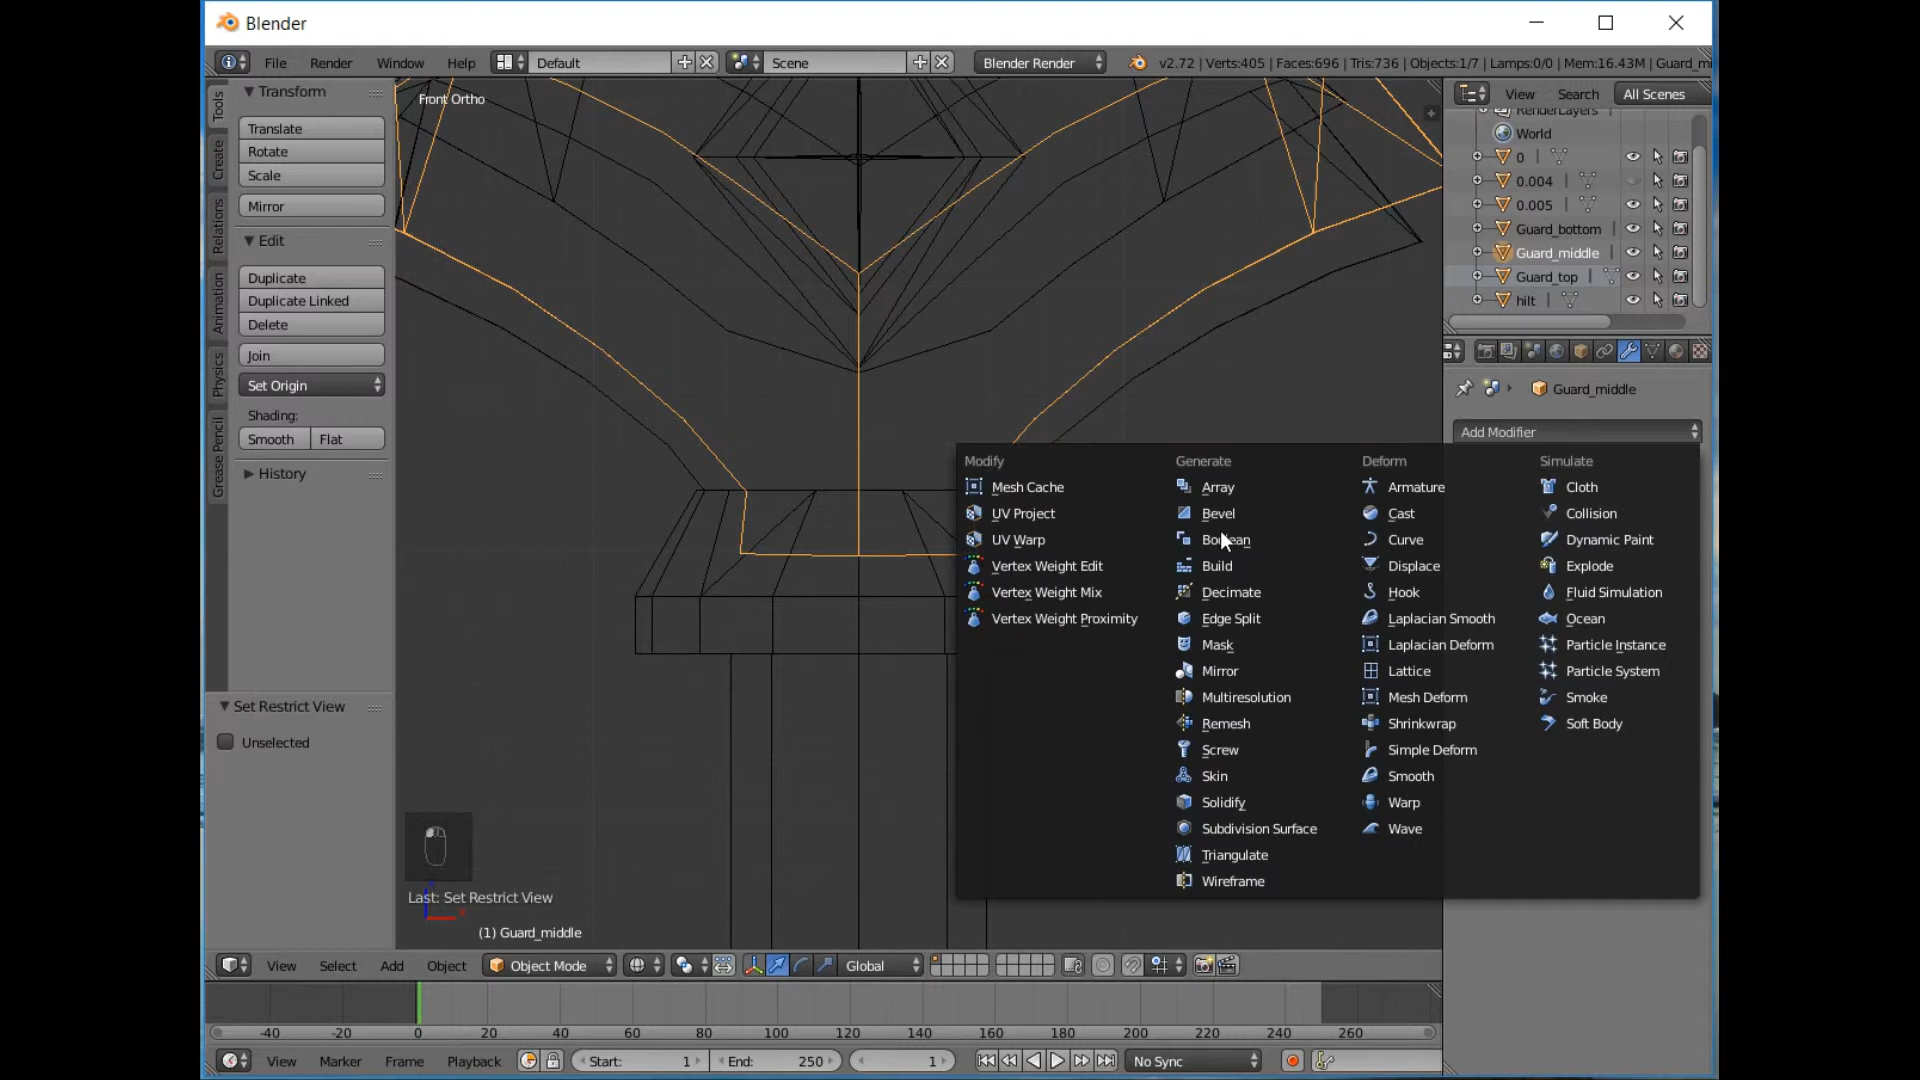 Blender
File Render Window Help Default Scene Blender Render v2.72 | Verts:405 | Faces:696 | Tris:736 | Objects:1/7 | Lamps:0/0 | Mem:16.43M | Guard_mi
Tools
Create
Relations
Animation
Physics
Grease Pencil
Transform
Translate
Rotate
Scale
Mirror
Edit
Duplicate
Duplicate Linked
Delete
Join
Set Origin
Shading:
Smooth Flat
History
Set Restrict View
Unselected
Front Ortho
View Search All Scenes
RenderLayers
World
0
0.004
0.005
Guard_bottom
Guard_middle
Guard_top
hilt
Guard_middle
Add Modifier
Modify
Mesh Cache
UV Project
UV Warp
Vertex Weight Edit
Vertex Weight Mix
Vertex Weight Proximity
Generate
Array
Bevel
Boolean
Build
Decimate
Edge Split
Mask
Mirror
Multiresolution
Remesh
Screw
Skin
Solidify
Subdivision Surface
Triangulate
Wireframe
Deform
Armature
Cast
Curve
Displace
Hook
Laplacian Smooth
Laplacian Deform
Lattice
Mesh Deform
Shrinkwrap
Simple Deform
Smooth
Warp
Wave
Simulate
Cloth
Collision
Dynamic Paint
Explode
Fluid Simulation
Ocean
Particle Instance
Particle System
Smoke
Soft Body
Last: Set Restrict View
(1) Guard_middle
View Select Add Object Object Mode Global
-40 -20 0 20 40 60 80 100 120 140 160 180 200 220 240 260
View Marker Frame Playback Start: 1 End: 250 1 No Sync